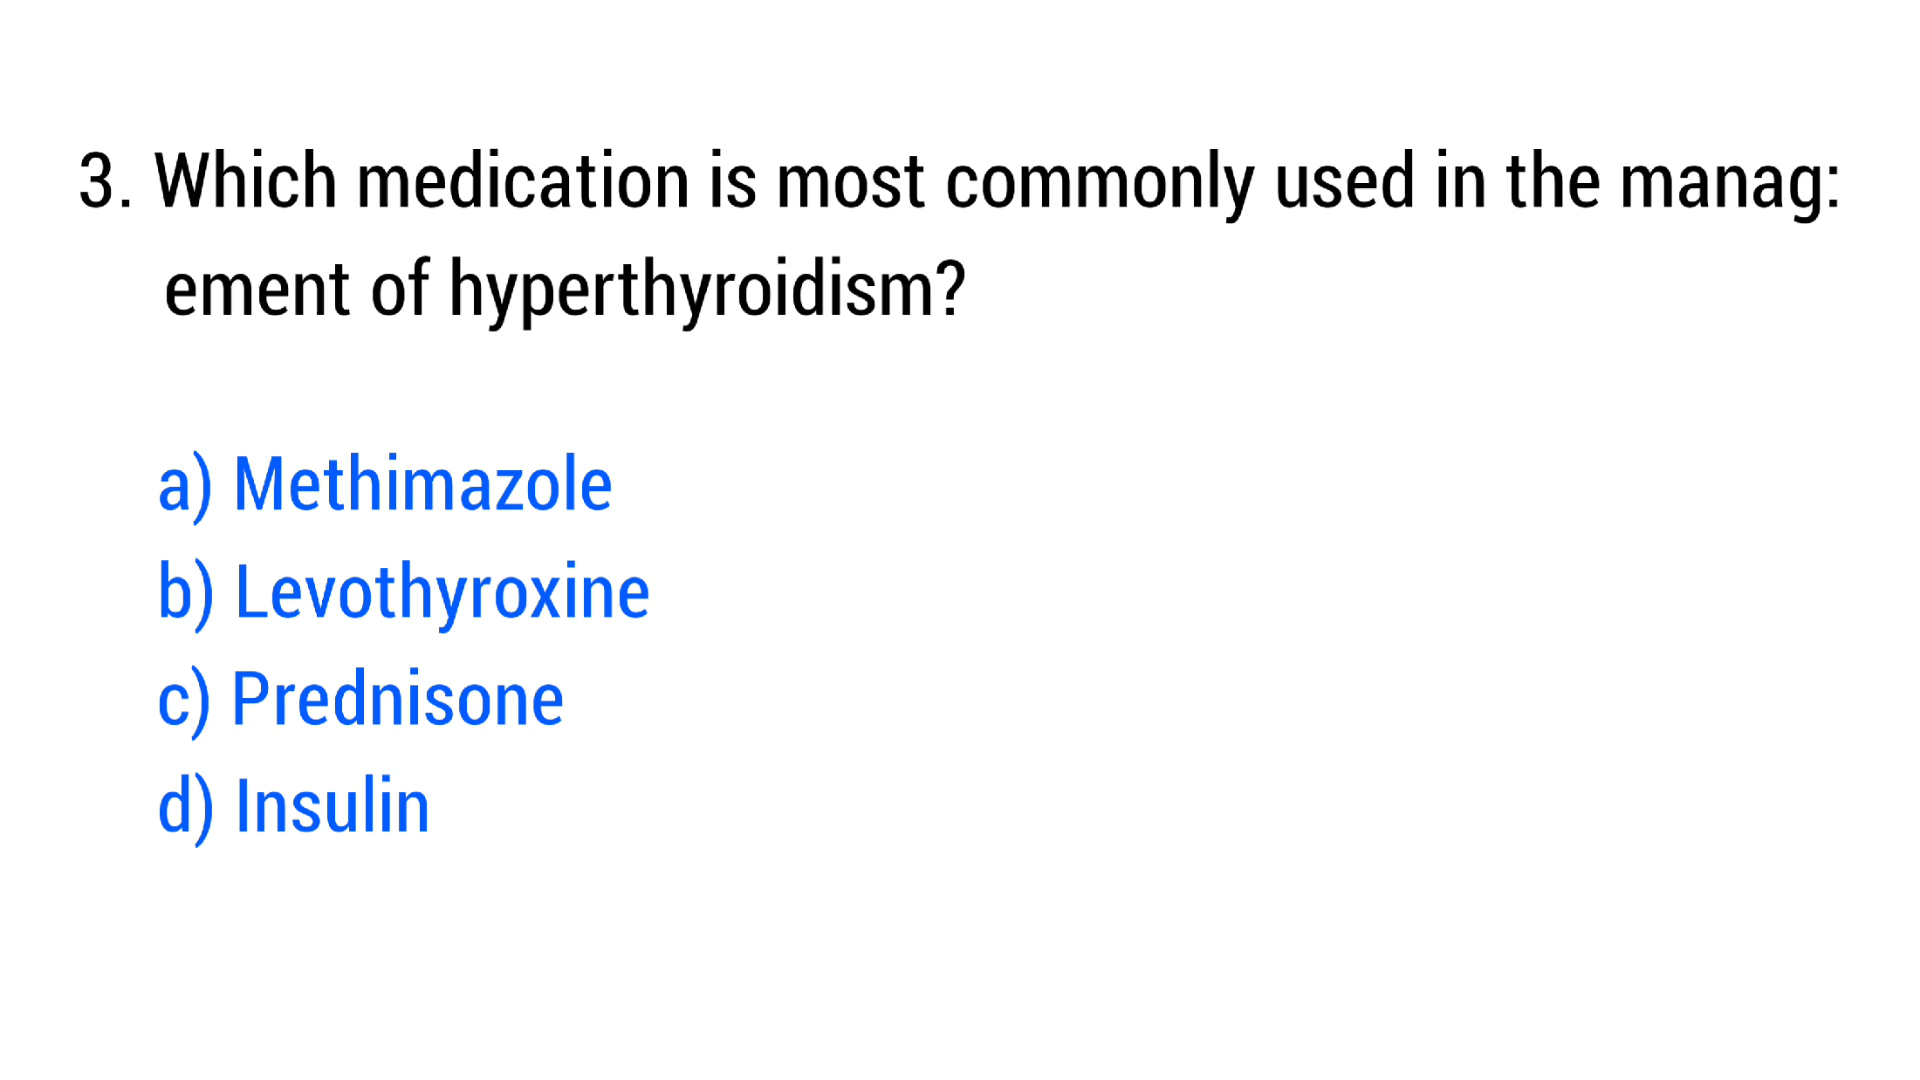 3. Which medication is most commonly used in the manag:
ement of hyperthyroidism?
a) Methimazole
b) Levothyroxine
c) Prednisone
d) Insulin